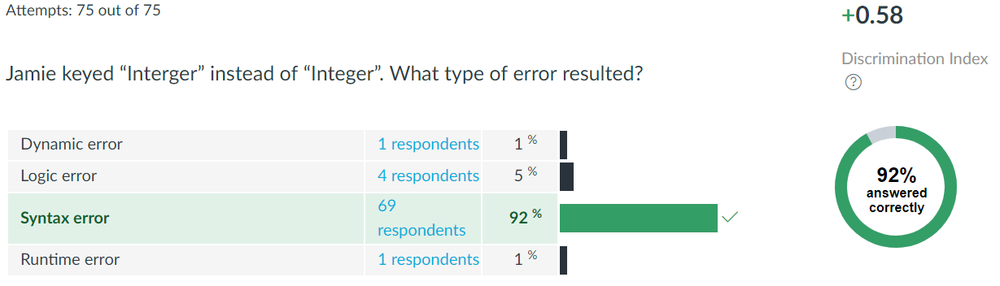 Attempts: 75 out of 75
+0.58
Discrimination Index
?
Jamie keyed “Interger” instead of “Integer”. What type of error resulted?
Dynamic error 1 respondents 1 %
Logic error 4 respondents 5 %
Syntax error 69 respondents 92 %
Runtime error 1 respondents 1 %
92%
answered
correctly